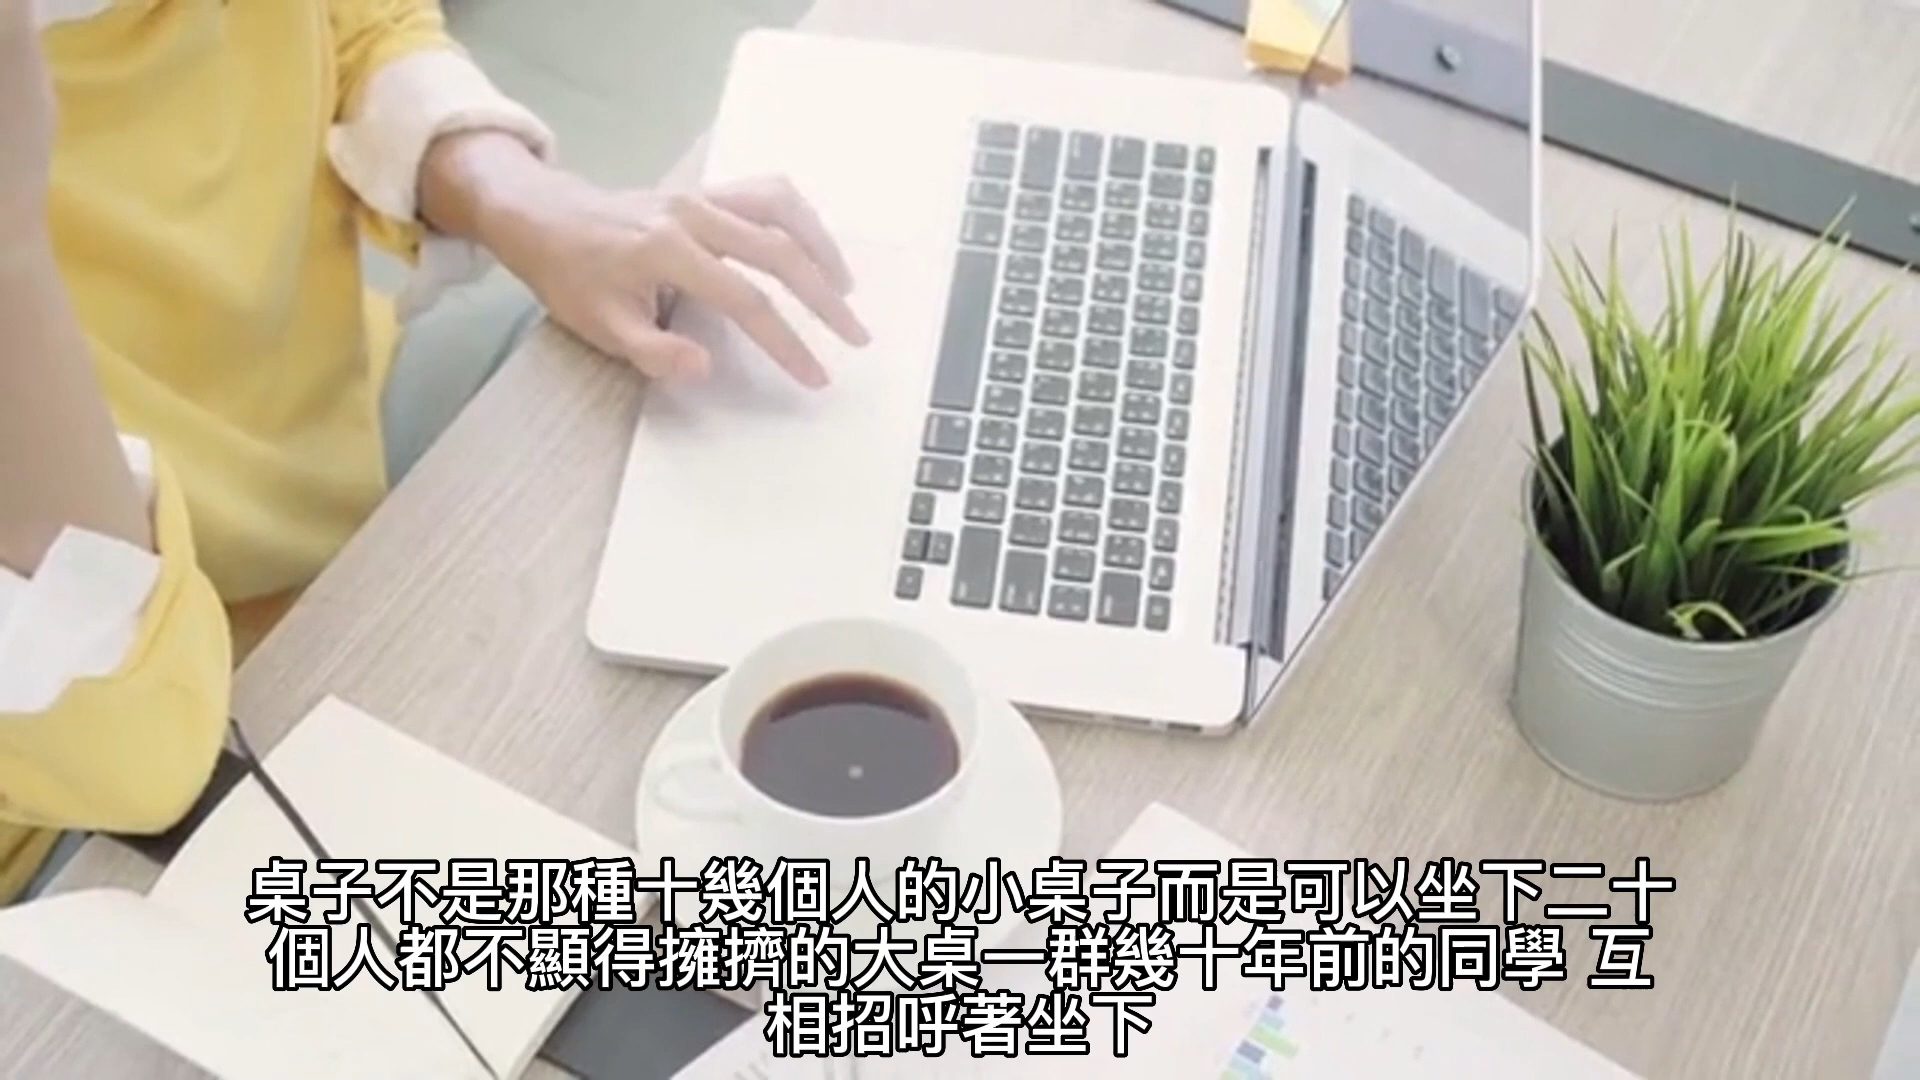 桌子不是那種十幾個人的小桌子而是可以坐下二十
個人都不顯得擁擠的大桌一群幾十年前的同學 互
相招呼著坐下